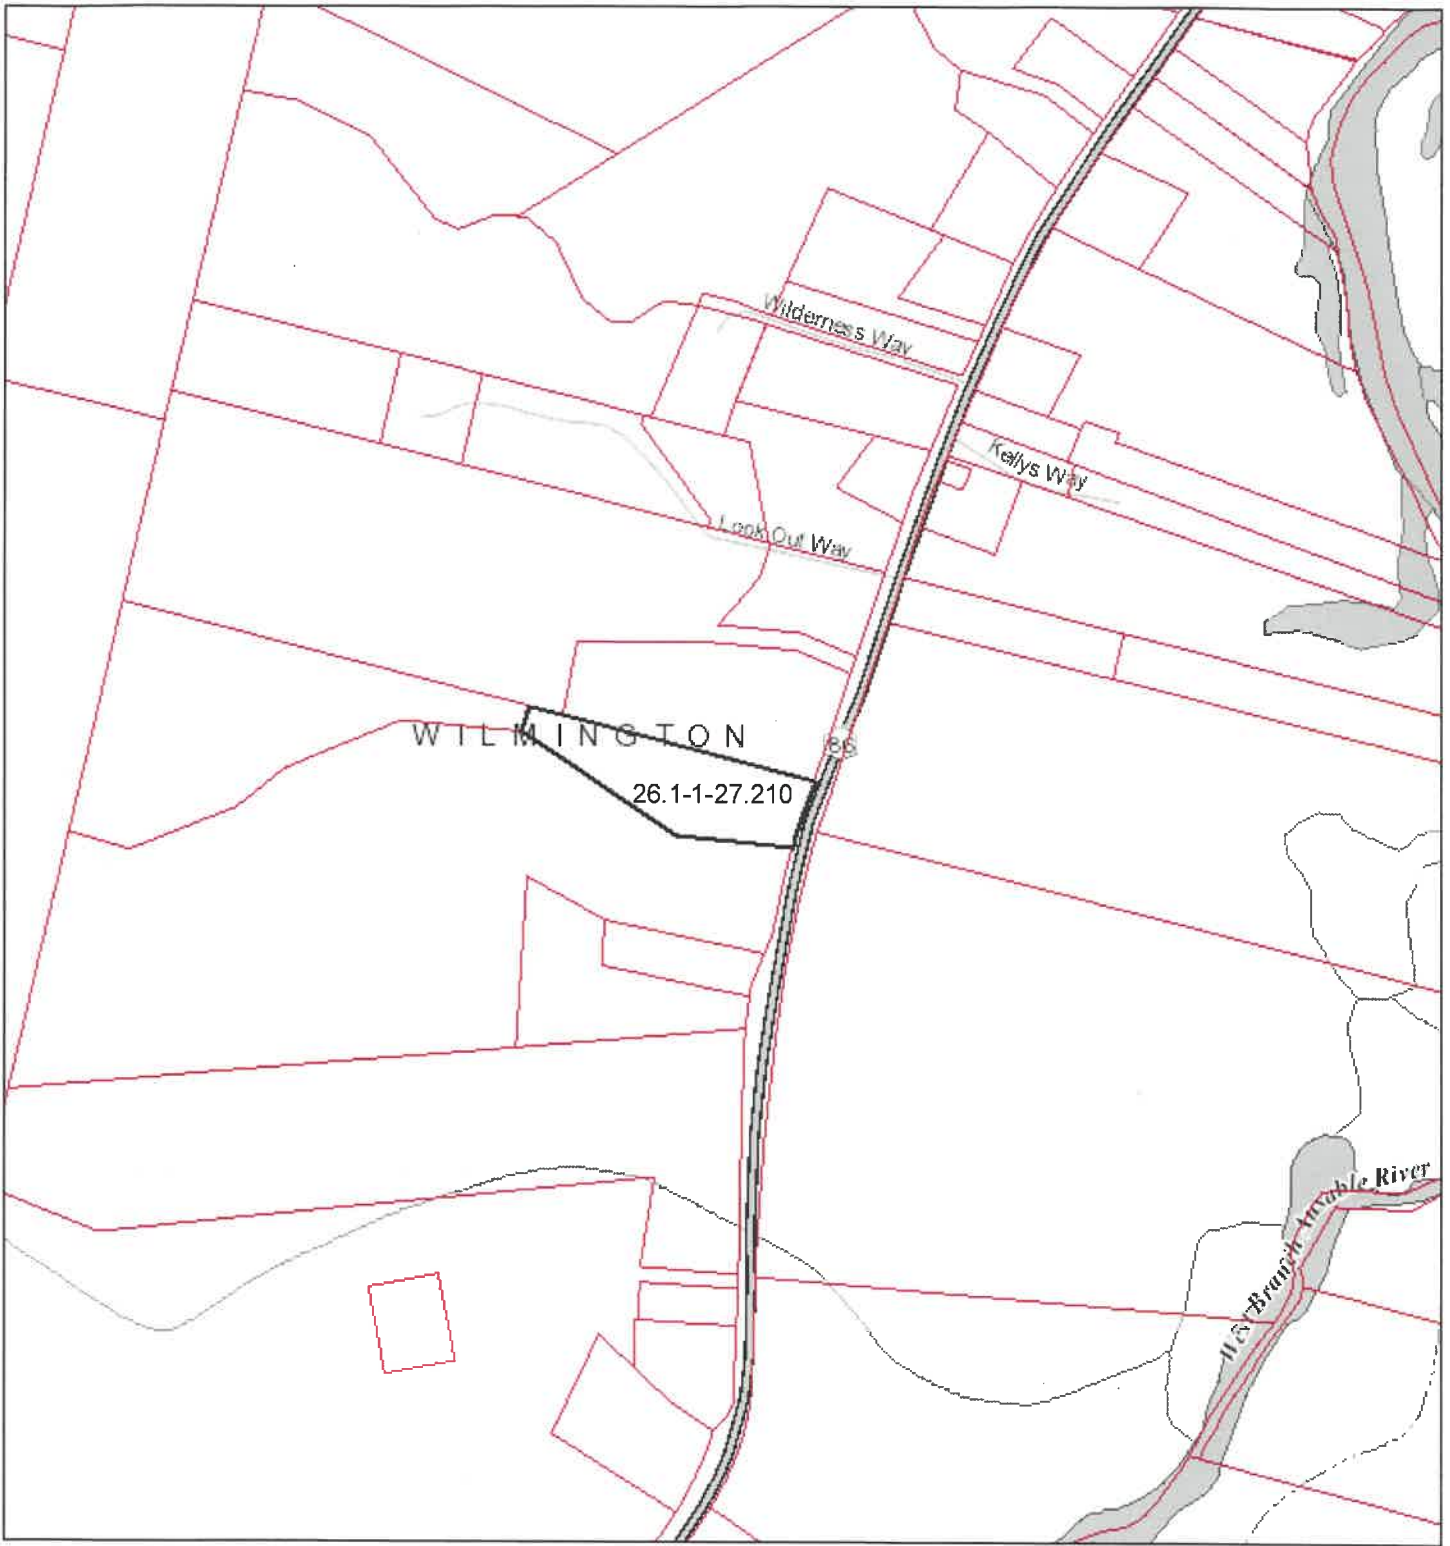 Wilderness Way
Kellys Way
Look Out Way
WILMINGTON
86
26.1-1-27.210
West Branch Ausable River